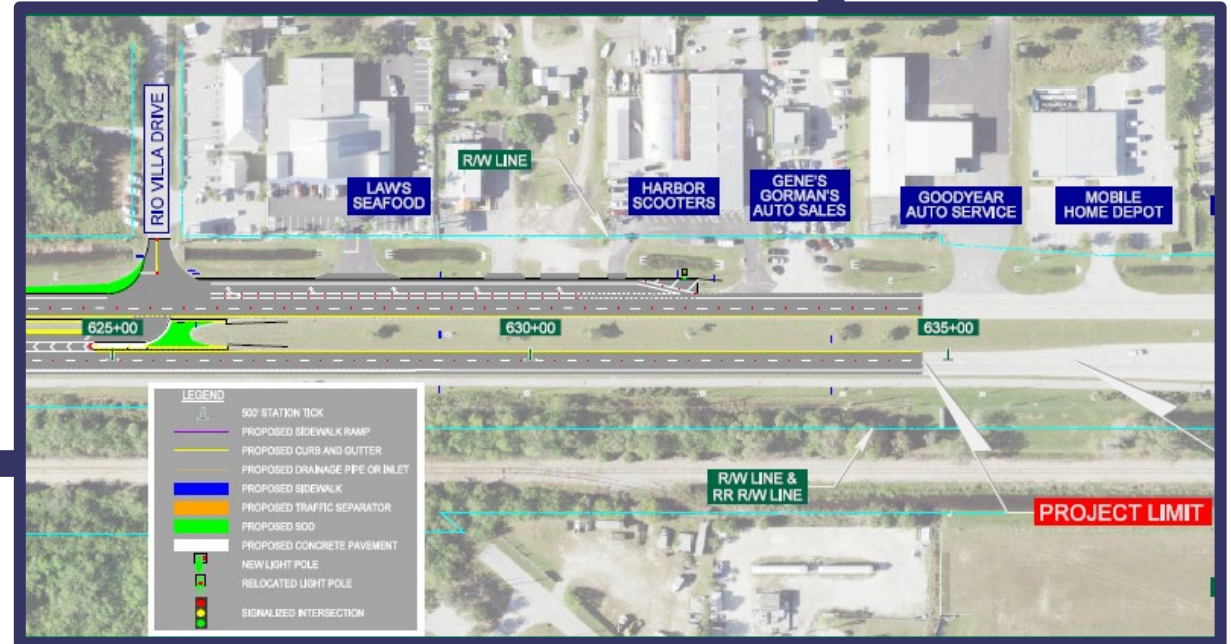 RIO VILLA DRIVE
LAW'S
SEAFOOD
R/W LINE
HARBOR
SCOOTERS
GENE'S
GORMAN'S
AUTO SALES
GOODYEAR
AUTO SERVICE
MOBILE
HOME DEPOT
625+00
630+00
635+00
LEGEND
500' STATION TICK
PROPOSED SIDEWALK RAMP
PROPOSED CURB AND GUTTER
PROPOSED DRAINAGE PIPE OR INLET
PROPOSED SIDEWALK
PROPOSED TRAFFIC SEPARATOR
PROPOSED SOD
PROPOSED CONCRETE PAVEMENT
NEW LIGHT POLE
RELOCATED LIGHT POLE
SIGNALIZED INTERSECTION
R/W LINE &
RR R/W LINE
PROJECT LIMIT